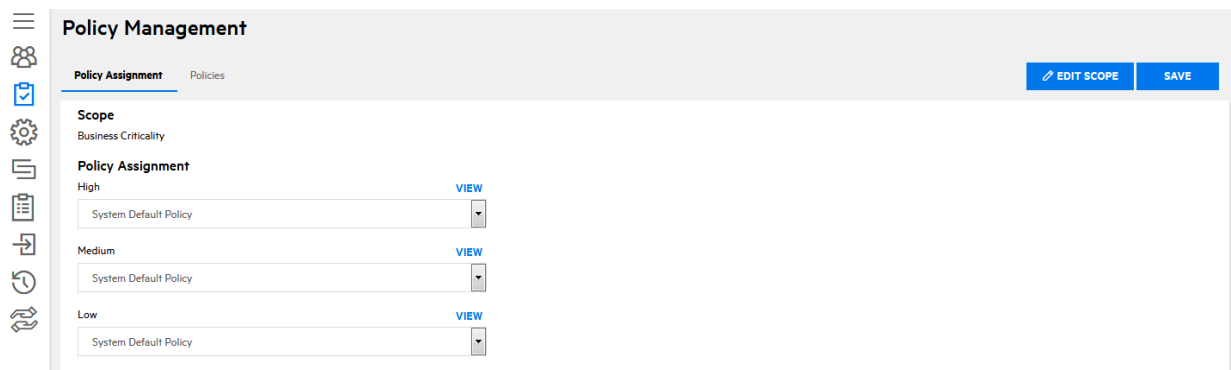 Policy Management
Policy Assignment Policies EDIT SCOPE SAVE
Scope
Business Criticality
Policy Assignment
High VIEW
System Default Policy
Medium VIEW
System Default Policy
Low VIEW
System Default Policy